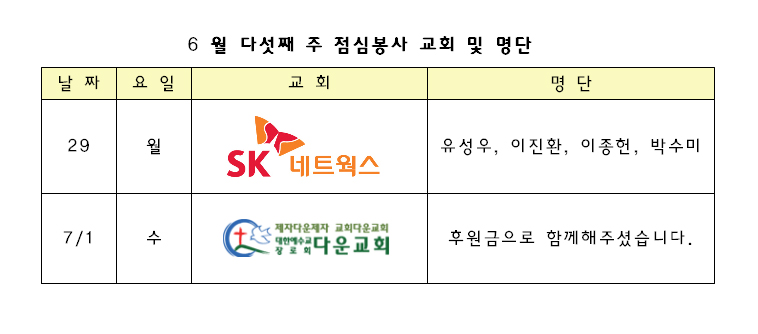 6 월 다섯째 주 점심봉사 교회 및 명단
날 짜 요 일 교 회 명 단
29 월 SK 네트웍스 유성우, 이진환, 이종헌, 박수미
제자다운제자 교회다운교회
7/1 수 대한예수교 장로회 다운교회 후원금으로 함께해주셨습니다.